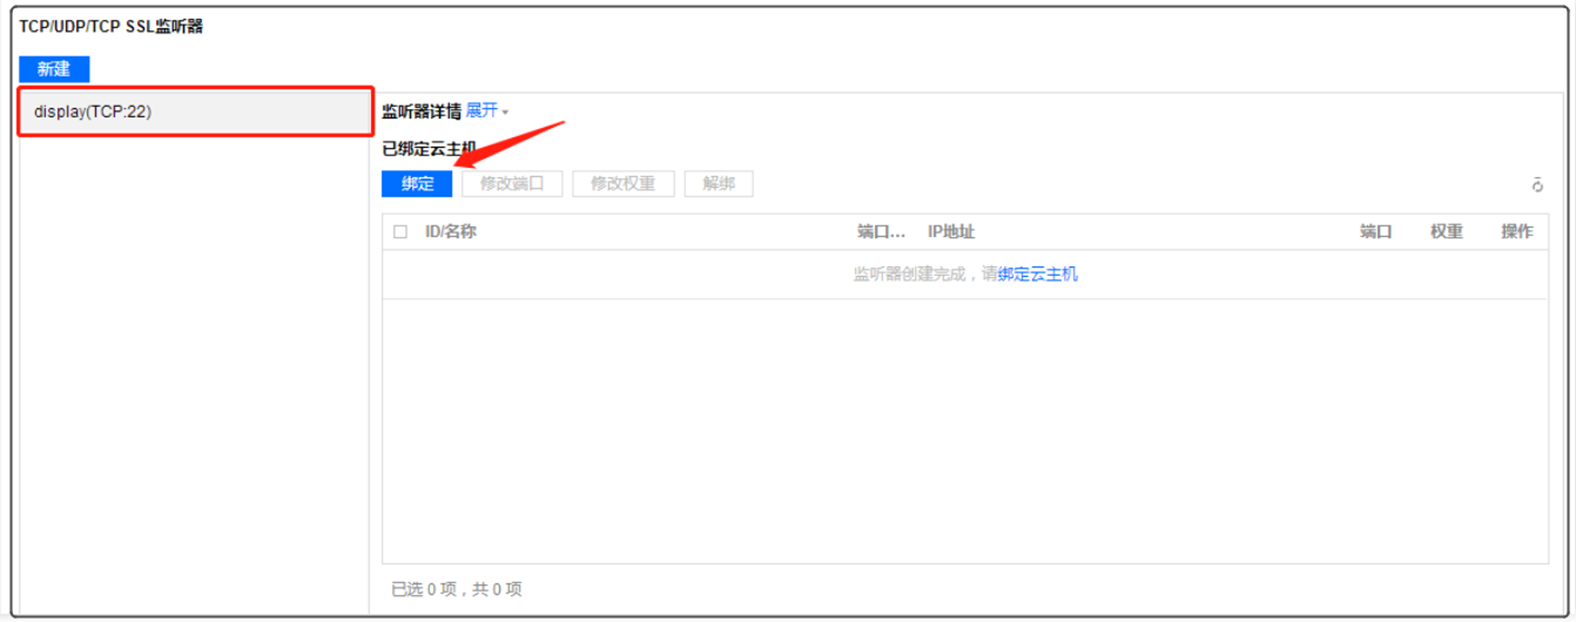 TCP/UDP/TCP SSL监听器
新建
display(TCP:22)
监听器详情 展开
已绑定云主机
绑定 修改端口 修改权重 解绑
ID/名称 端口... IP地址 端口 权重 操作
监听器创建完成，请绑定云主机
已选 0 项，共 0 项